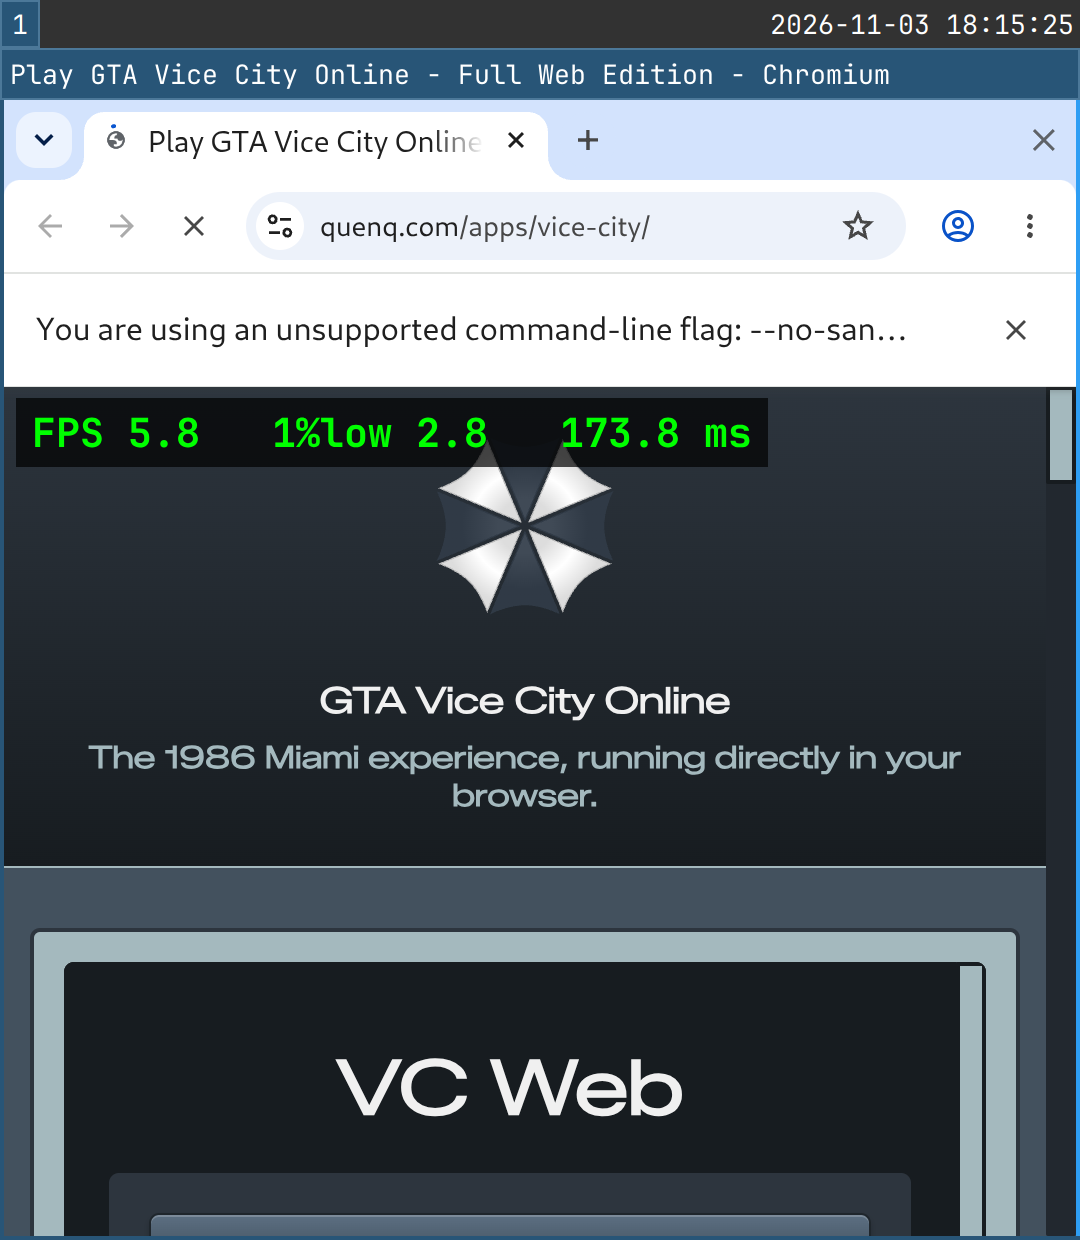 1
2026-11-03 18:15:25
Play GTA Vice City Online - Full Web Edition - Chromium
Play GTA Vice City Online
quenq.com/apps/vice-city/
You are using an unsupported command-line flag: --no-san...
FPS 5.8 1%low 2.8 173.8 ms
GTA Vice City Online
The 1986 Miami experience, running directly in your
browser.
VC Web